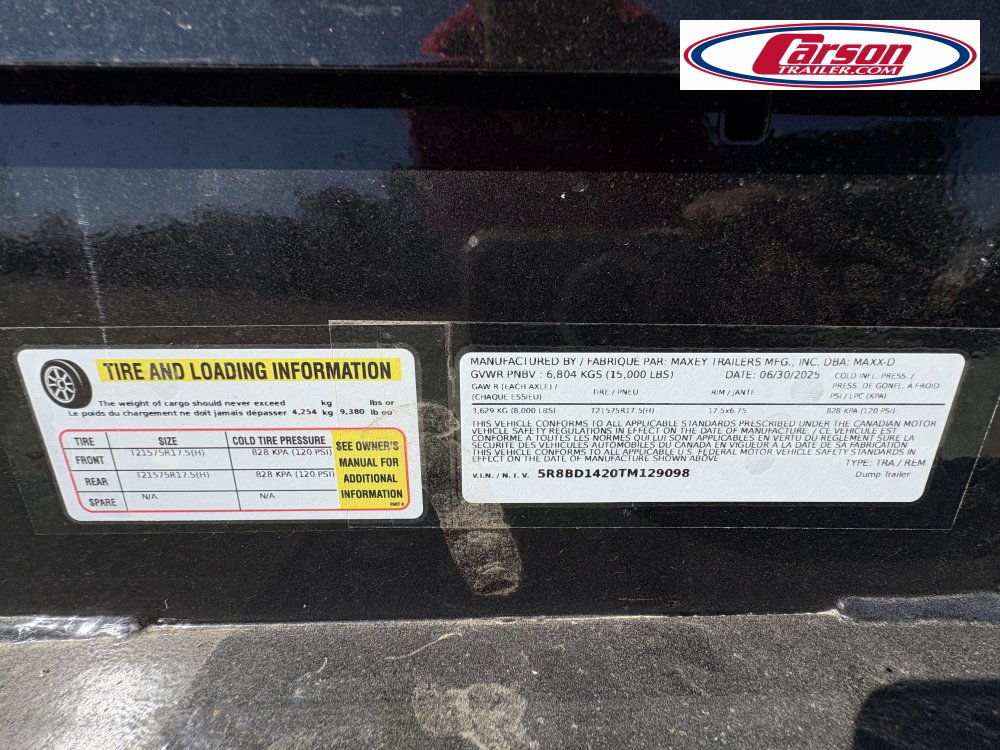 Carson
TRAILER.COM
TIRE AND LOADING INFORMATION
The weight of cargo should never exceed kg lbs or
Le poids du chargement ne doit jamais dépasser 4,254 kg 9,380 lb ou
TIRE SIZE COLD TIRE PRESSURE
FRONT T21575R17.5(H) 828 KPA (120 PSI)
REAR T21575R17.5(H) 828 KPA (120 PSI)
SPARE N/A N/A
SEE OWNER'S
MANUAL FOR
ADDITIONAL
INFORMATION
PART #
MANUFACTURED BY / FABRIQUÉ PAR: MAXEY TRAILERS MFG., INC. DBA: MAXX-D
GVWR PNBV : 6,804 KGS (15,000 LBS) DATE: 06/30/2025
GAWR (EACH AXLE) / (CHAQUE ESSIEU) TIRE / PNEU RIM / JANTE COLD INFL. PRESS. / PRESS. DE GONFL. A FROID PSI / LPC (KPA)
3,629 KG (8,000 LBS) T21575R17.5(H) 17.5x6.75 828 KPA (120 PSI)
THIS VEHICLE CONFORMS TO ALL APPLICABLE STANDARDS PRESCRIBED UNDER THE CANADIAN MOTOR
VEHICLE SAFETY REGULATIONS IN EFFECT ON THE DATE OF MANUFACTURE / CE VEHICULE EST
CONFORME A TOUTES LES NORMES QUI LUI SONT APPLICABLES EN VERTU DU REGLEMENT SUR LA
SECURITE DES VEHICULES AUTOMOBILES DU CANADA EN VIGUEUR A LA DATE DE SA FABRICATION
THIS VEHICLE CONFORMS TO ALL APPLICABLE U.S. FEDERAL MOTOR VEHICLE SAFETY STANDARDS IN
EFFECT ON THE DATE OF MANUFACTURE SHOWN ABOVE
TYPE: TRA / REM
V.I.N. / N.I.V. 5R8BD1420TM129098 Dump Trailer